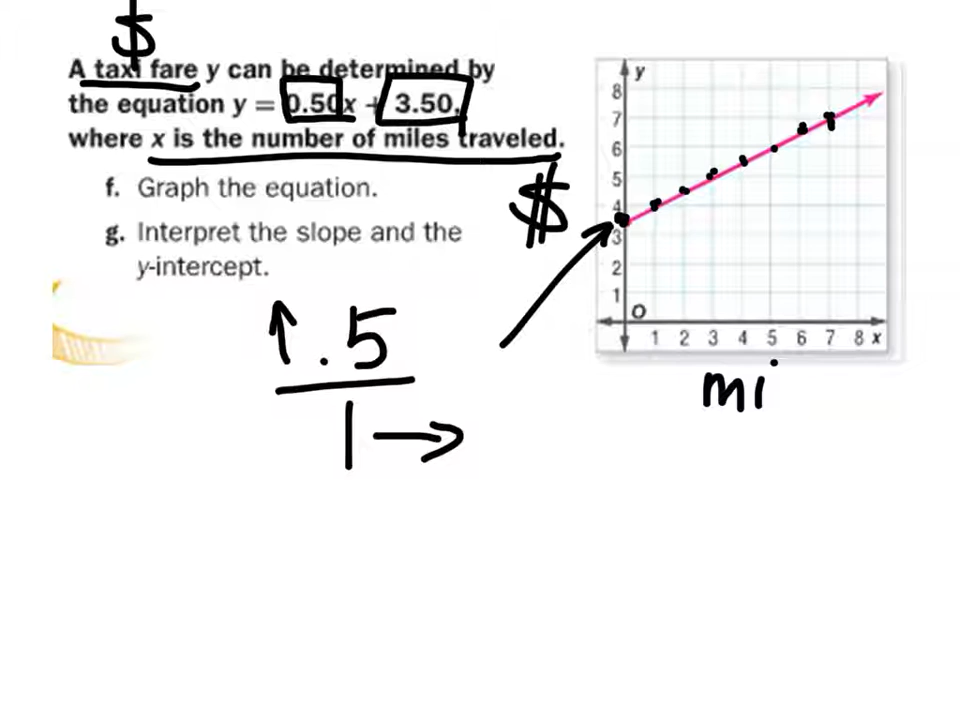 $
A taxi fare y can be determined by
the equation y = 0.50x + 3.50,
where x is the number of miles traveled.
f. Graph the equation.
g. Interpret the slope and the
y-intercept.
$
↑ .5
1 →
y
8
7
6
5
4
3
2
1
O
1 2 3 4 5 6 7 8 x
mi